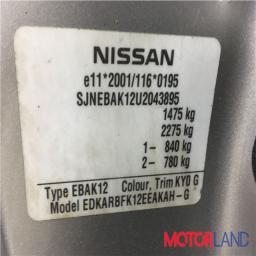 NISSAN
e11*2001/116*0195
SJNEBAK12U2043895
1475 kg
2275 kg
1- 840 kg
2- 780 kg
Type EBAK12 Colour, Trim KY0 G
Model EDKARBFK12EEAKAH-G
MOTORLAND